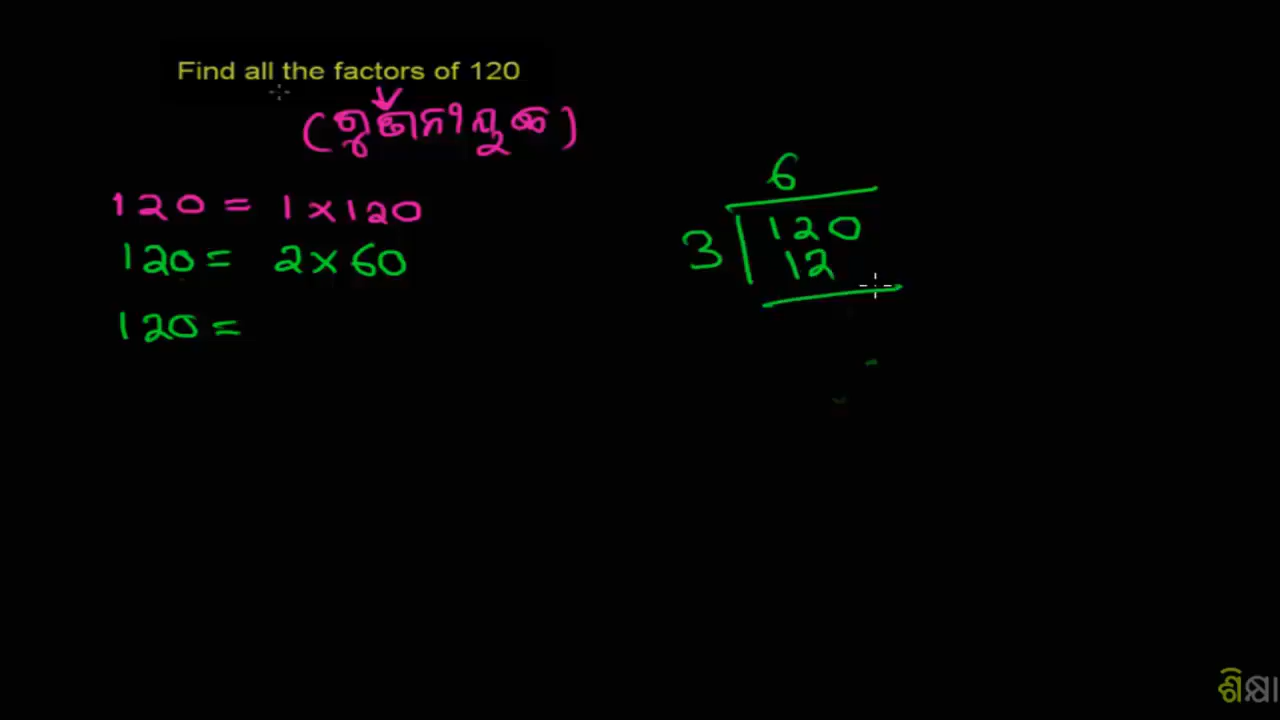 Find all the factors of 120
(ଗୁଣନୀୟକ)
120 = 1 × 120
120 = 2 × 60
120 =
6
3 | 120
12
ଶିକ୍ଷା